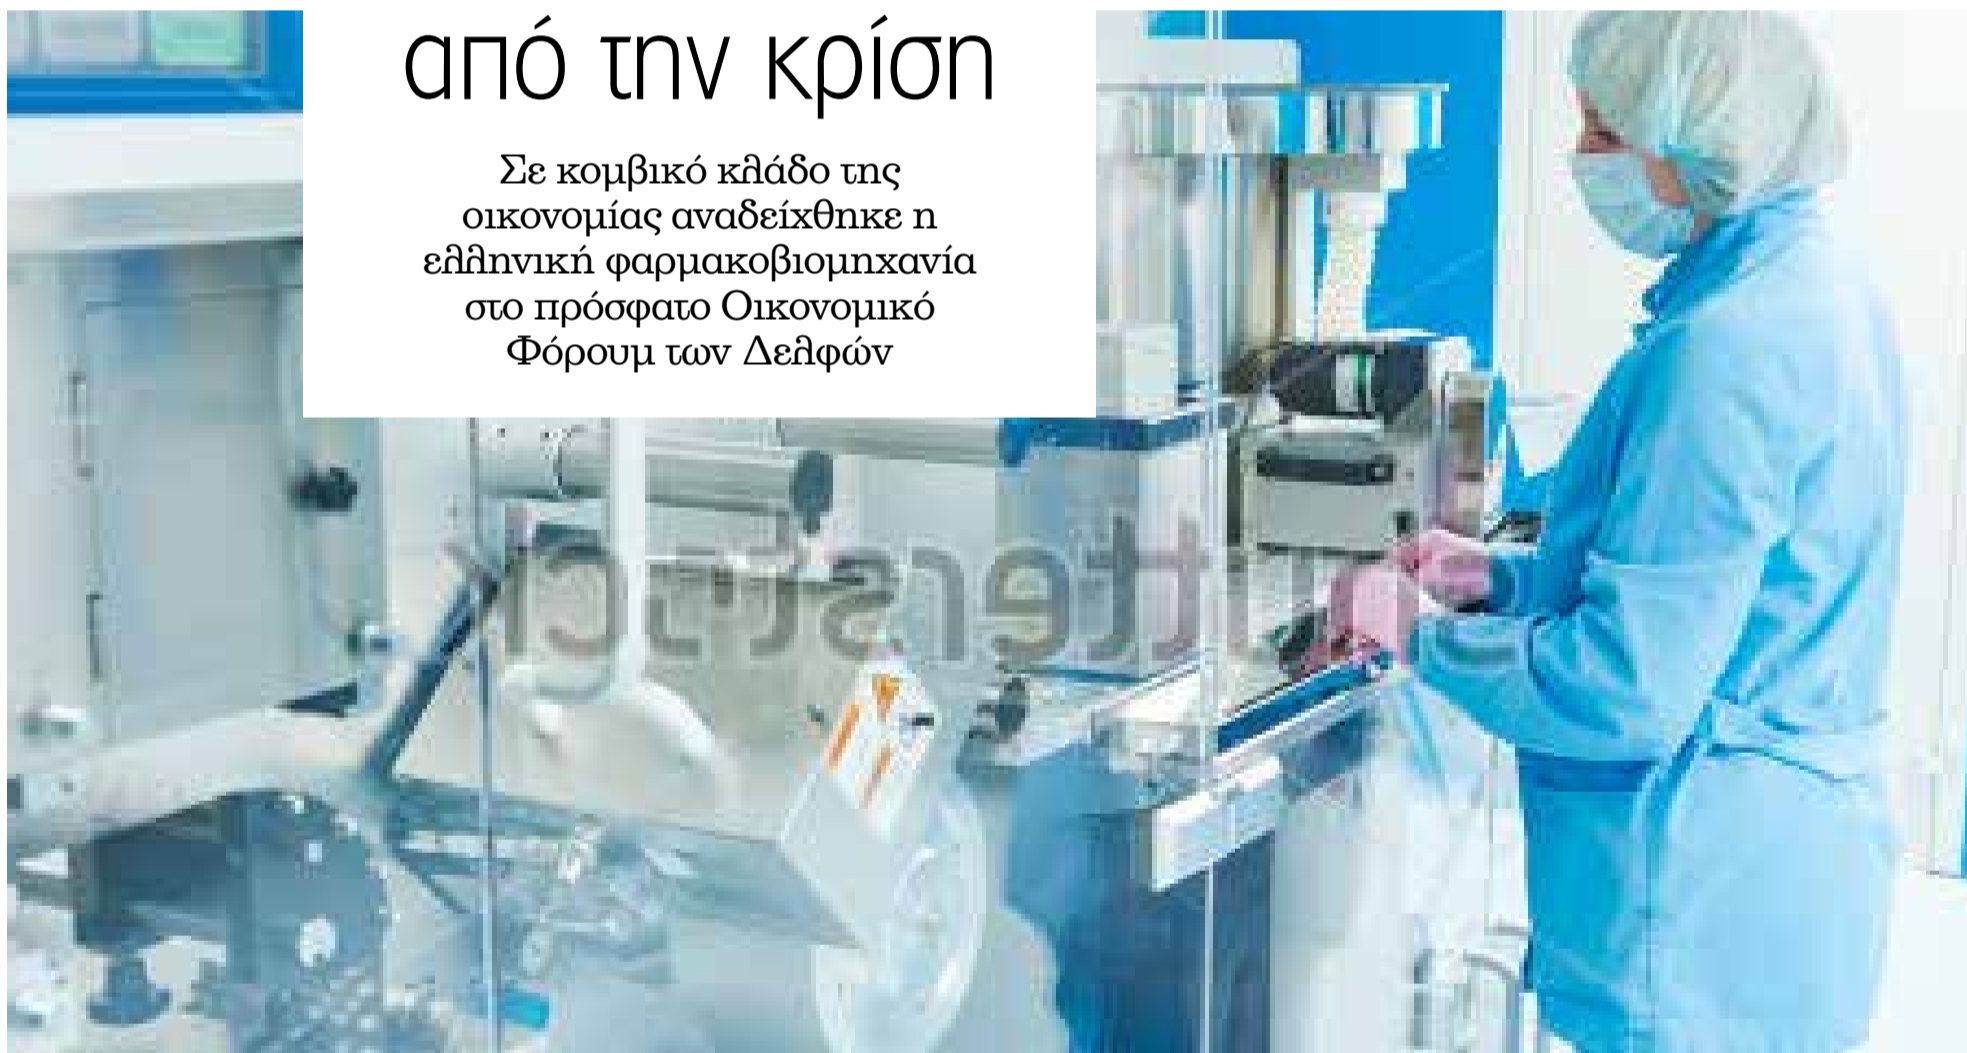 από την κρίση
Σε κομβικό κλάδο της
οικονομίας αναδείχθηκε η
ελληνική φαρμακοβιομηχανία
στο πρόσφατο Οικονομικό
Φόρουμ των Δελφών